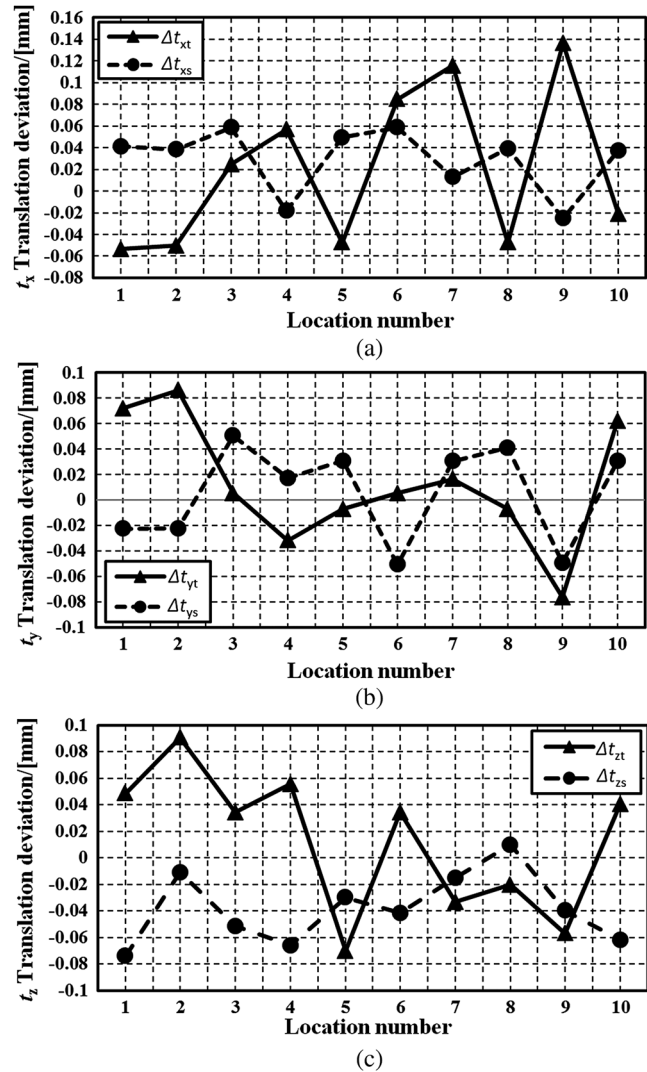 0.16
0.14
0.12
0.1
0.08
0.06
0.04
0.02
0
-0.02
-0.04
-0.06
-0.08
tx Translation deviation/[mm]
Δtxt
Δtxs
1 2 3 4 5 6 7 8 9 10
Location number
(a)
0.1
0.08
0.06
0.04
0.02
0
-0.02
-0.04
-0.06
-0.08
-0.1
ty Translation deviation/[mm]
Δtyt
Δtys
1 2 3 4 5 6 7 8 9 10
Location number
(b)
0.1
0.08
0.06
0.04
0.02
0
-0.02
-0.04
-0.06
-0.08
-0.1
tz Translation deviation/[mm]
Δtzt
Δtzs
1 2 3 4 5 6 7 8 9 10
Location number
(c)